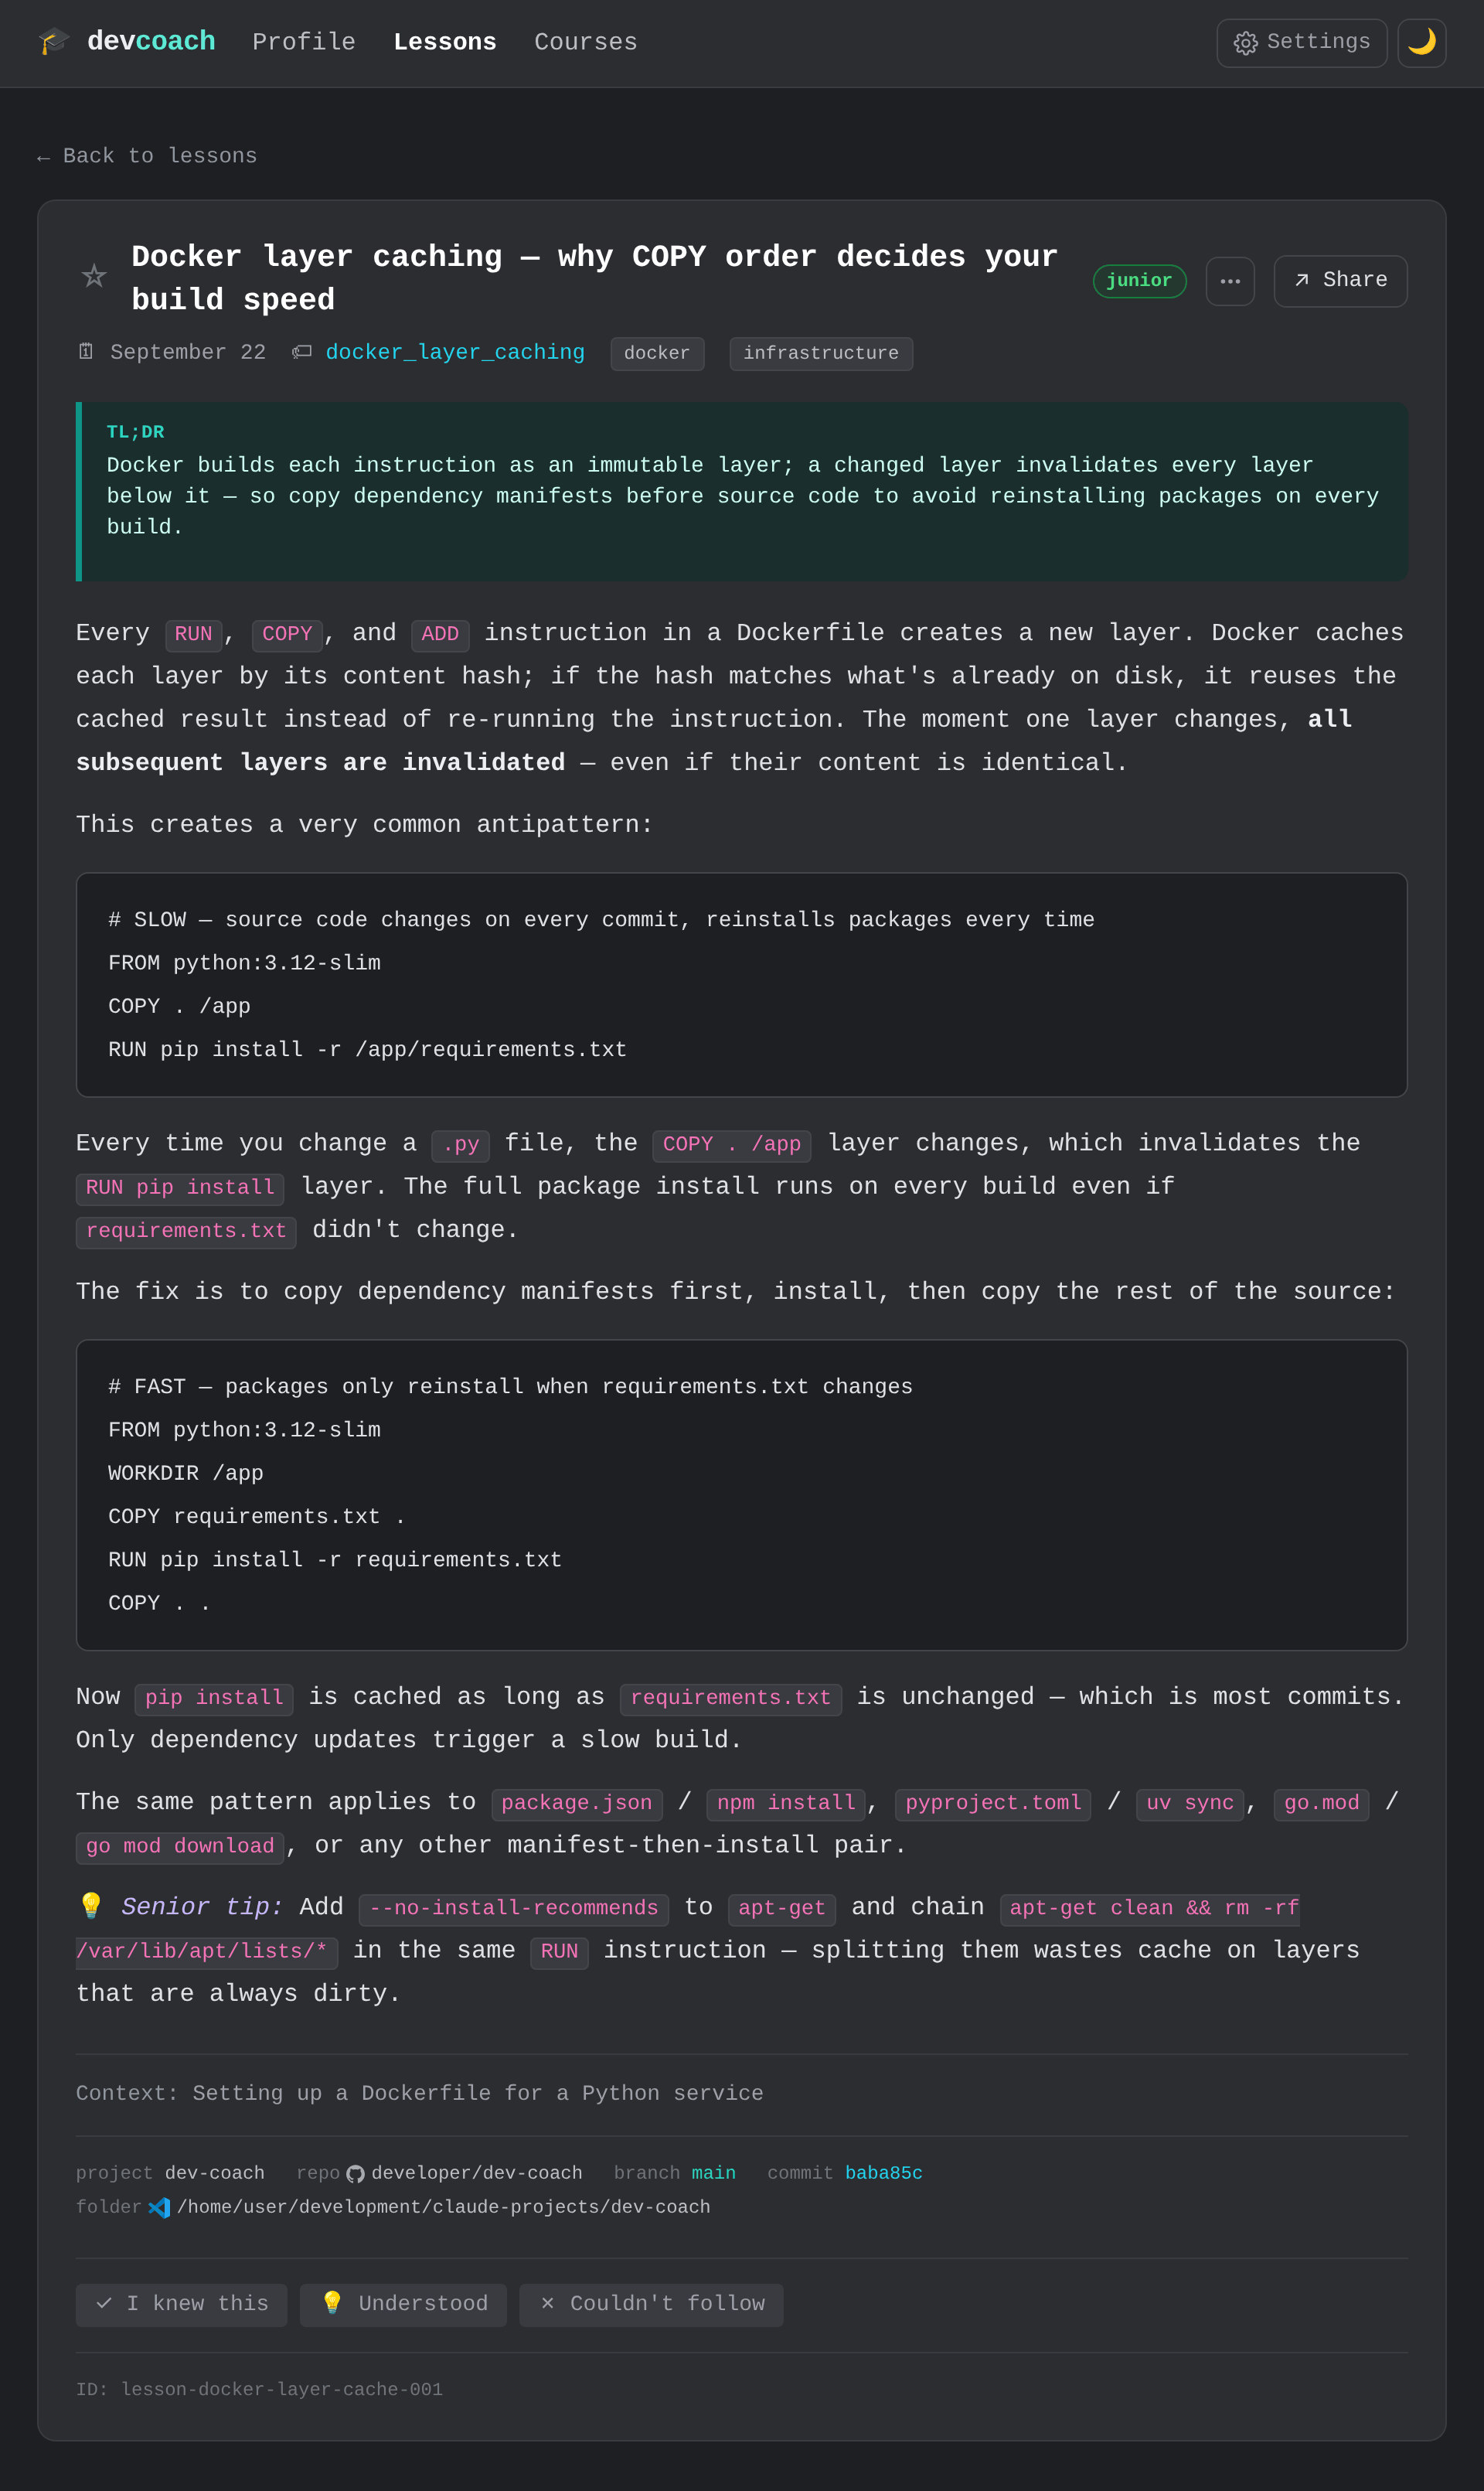 devcoach Profile Lessons Courses Settings
← Back to lessons
Docker layer caching — why COPY order decides your
build speed
junior
Share
September 22 docker_layer_caching docker infrastructure
TL;DR
Docker builds each instruction as an immutable layer; a changed layer invalidates every layer
below it — so copy dependency manifests before source code to avoid reinstalling packages on every
build.
Every RUN, COPY, and ADD instruction in a Dockerfile creates a new layer. Docker caches
each layer by its content hash; if the hash matches what's already on disk, it reuses the
cached result instead of re-running the instruction. The moment one layer changes, all
subsequent layers are invalidated — even if their content is identical.
This creates a very common antipattern:
# SLOW — source code changes on every commit, reinstalls packages every time
FROM python:3.12-slim
COPY . /app
RUN pip install -r /app/requirements.txt
Every time you change a .py file, the COPY . /app layer changes, which invalidates the
RUN pip install layer. The full package install runs on every build even if
requirements.txt didn't change.
The fix is to copy dependency manifests first, install, then copy the rest of the source:
# FAST — packages only reinstall when requirements.txt changes
FROM python:3.12-slim
WORKDIR /app
COPY requirements.txt .
RUN pip install -r requirements.txt
COPY . .
Now pip install is cached as long as requirements.txt is unchanged — which is most commits.
Only dependency updates trigger a slow build.
The same pattern applies to package.json / npm install, pyproject.toml / uv sync, go.mod /
go mod download, or any other manifest-then-install pair.
💡 Senior tip: Add --no-install-recommends to apt-get and chain apt-get clean && rm -rf
/var/lib/apt/lists/* in the same RUN instruction — splitting them wastes cache on layers
that are always dirty.
Context: Setting up a Dockerfile for a Python service
project dev-coach repo developer/dev-coach branch main commit baba85c
folder /home/user/development/claude-projects/dev-coach
✓ I knew this 💡 Understood ✕ Couldn't follow
ID: lesson-docker-layer-cache-001